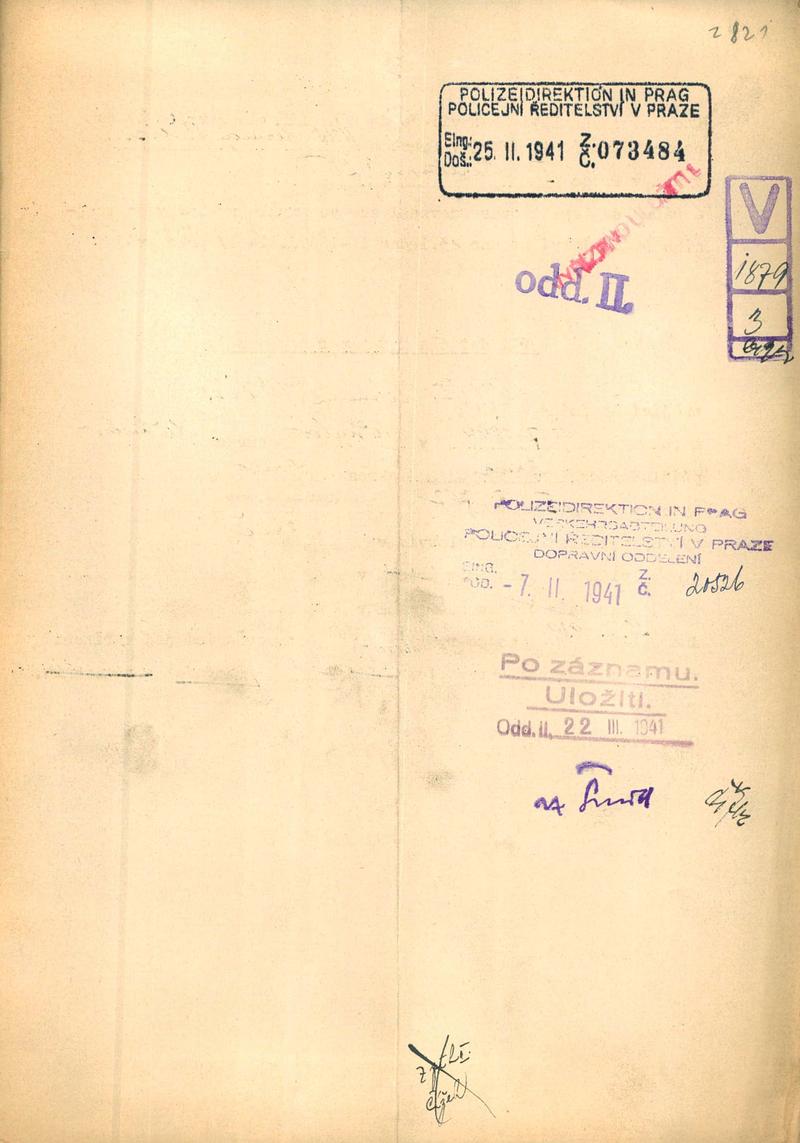 2821
POLIZEIDIREKTION IN PRAG
POLICEJNÍ ŘEDITELSTVÍ V PRAZE
Eing.:
Doš.: 25. II. 1941 Z. Č. 073484
odd. II.
V
1879
3
POLIZEIDIREKTION IN PRAG
VERKEHRSABTEILUNG
POLICEJNÍ ŘEDITELSTVÍ V PRAZE
DOPRAVNÍ ODDĚLENÍ
EING.
- 7. II. 1941 Z. Č. 20526
Po záznamu.
Uložiti.
Odd. II. 22 III. 1941